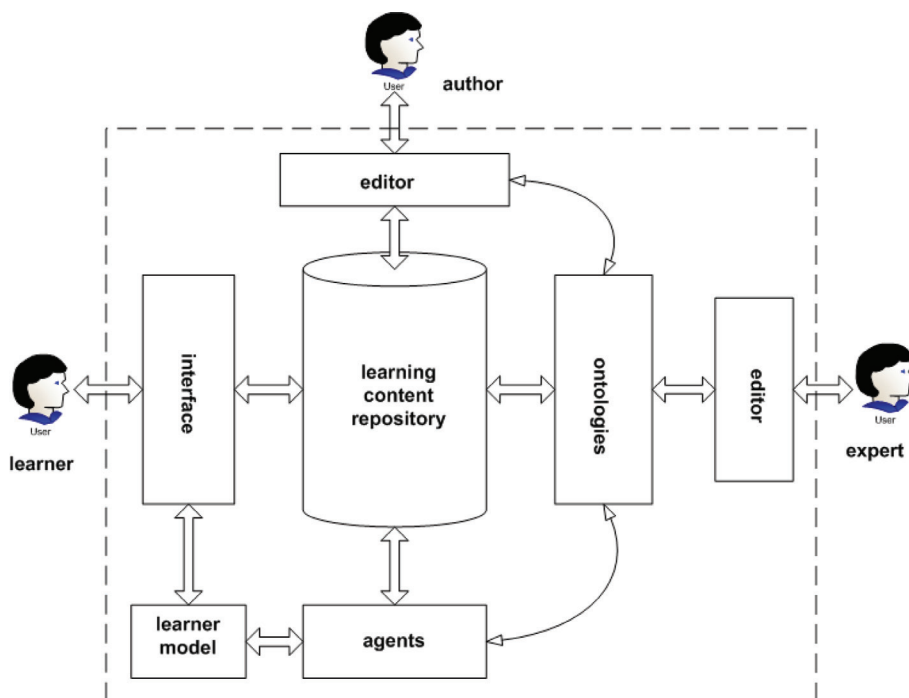 User
author
editor
interface
learning
content
repository
ontologies
editor
User
learner
User
expert
learner
model
agents